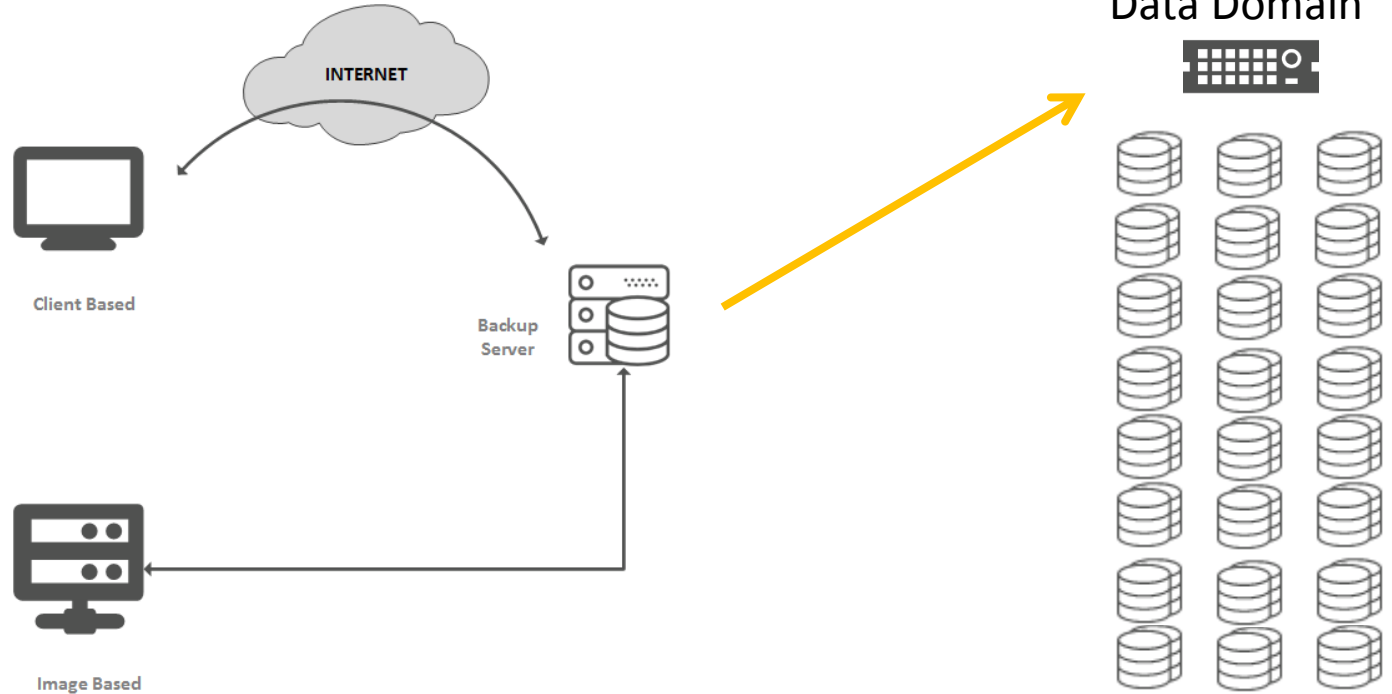 Data Domain
INTERNET
Client Based
Backup
Server
Image Based